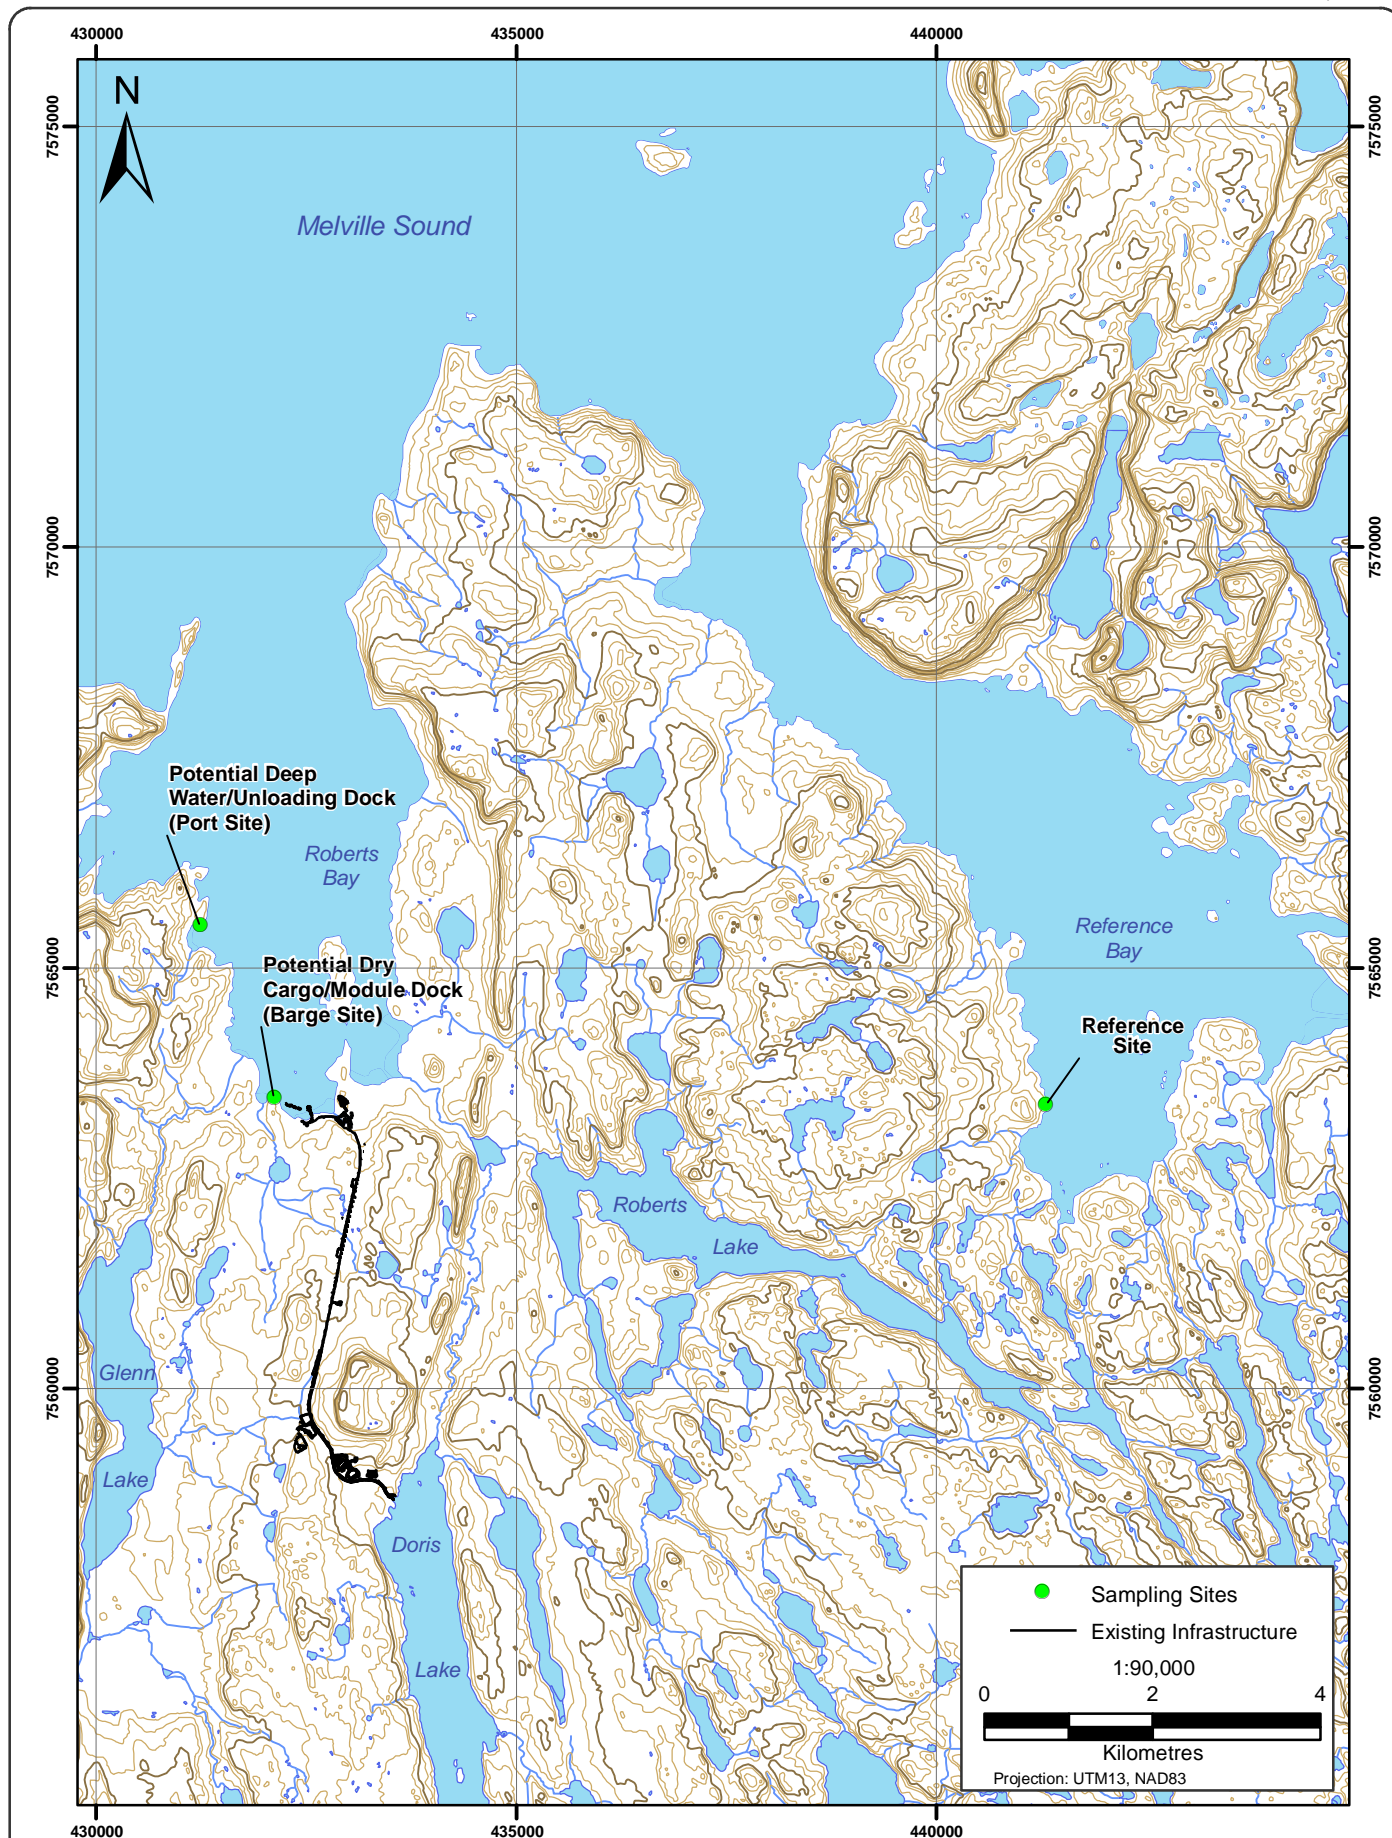 430000
435000
440000
N
7575000
7575000
Melville Sound
7570000
7570000
Potential Deep
Water/Unloading Dock
(Port Site)
Roberts
Bay
Reference
Bay
7565000
7565000
Potential Dry
Cargo/Module Dock
(Barge Site)
Reference
Site
Roberts
Lake
Glenn
Lake
7560000
7560000
Doris
Lake
Sampling Sites
Existing Infrastructure
1:90,000
0 2 4
Kilometres
Projection: UTM13, NAD83
430000
435000
440000